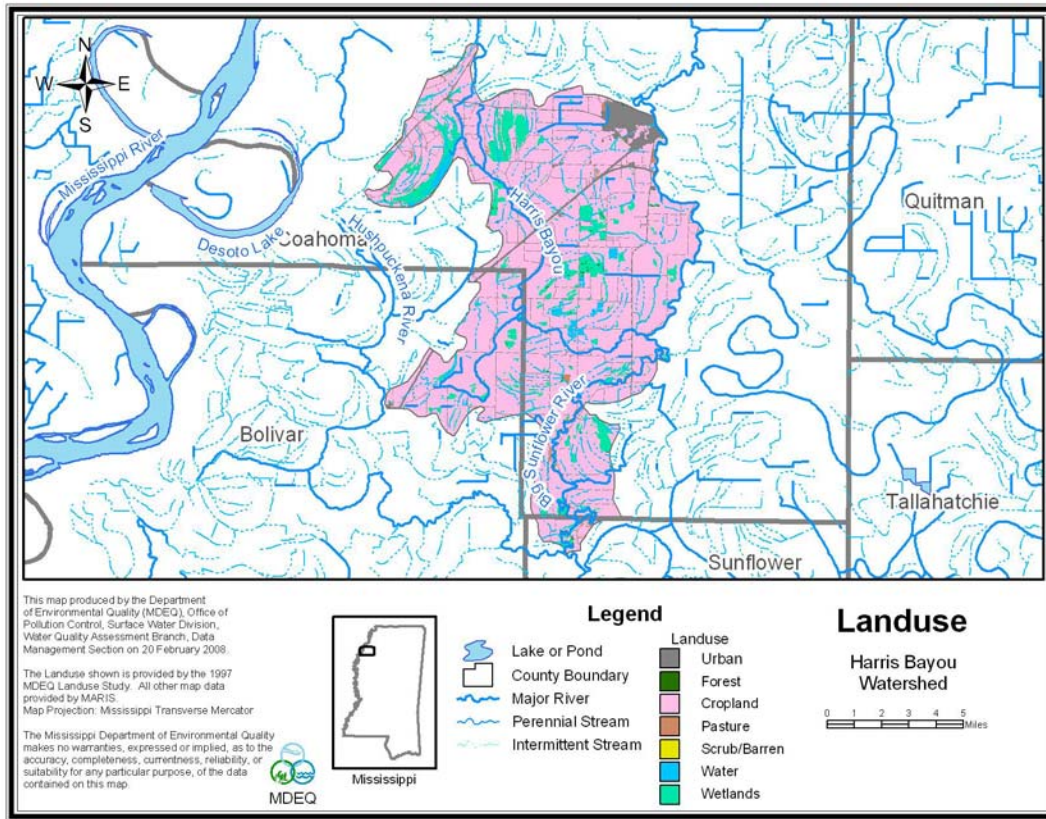 N
W E
S
Mississippi River
Desoto Lake
Coahoma
Hushpuckena River
Harris Bayou
Quitman
Bolivar
Big Sunflower River
Tallahatchie
Sunflower
This map produced by the Department
of Environmental Quality (MDEQ), Office of
Pollution Control, Surface Water Division,
Water Quality Assessment Branch, Data
Management Section on 20 February 2008.
The Landuse shown is provided by the 1997
MDEQ Landuse Study. All other map data
provided by MARIS.
Map Projection: Mississippi Transverse Mercator
The Mississippi Department of Environmental Quality
makes no warranties, expressed or implied, as to the
accuracy, completeness, currentness, reliability, or
suitability for any particular purpose, of the data
contained on this map.
MDEQ
Mississippi
Legend
Lake or Pond
County Boundary
Major River
Perennial Stream
Intermittent Stream
Landuse
Urban
Forest
Cropland
Pasture
Scrub/Barren
Water
Wetlands
Landuse
Harris Bayou
Watershed
0 1 2 3 4 5
Miles